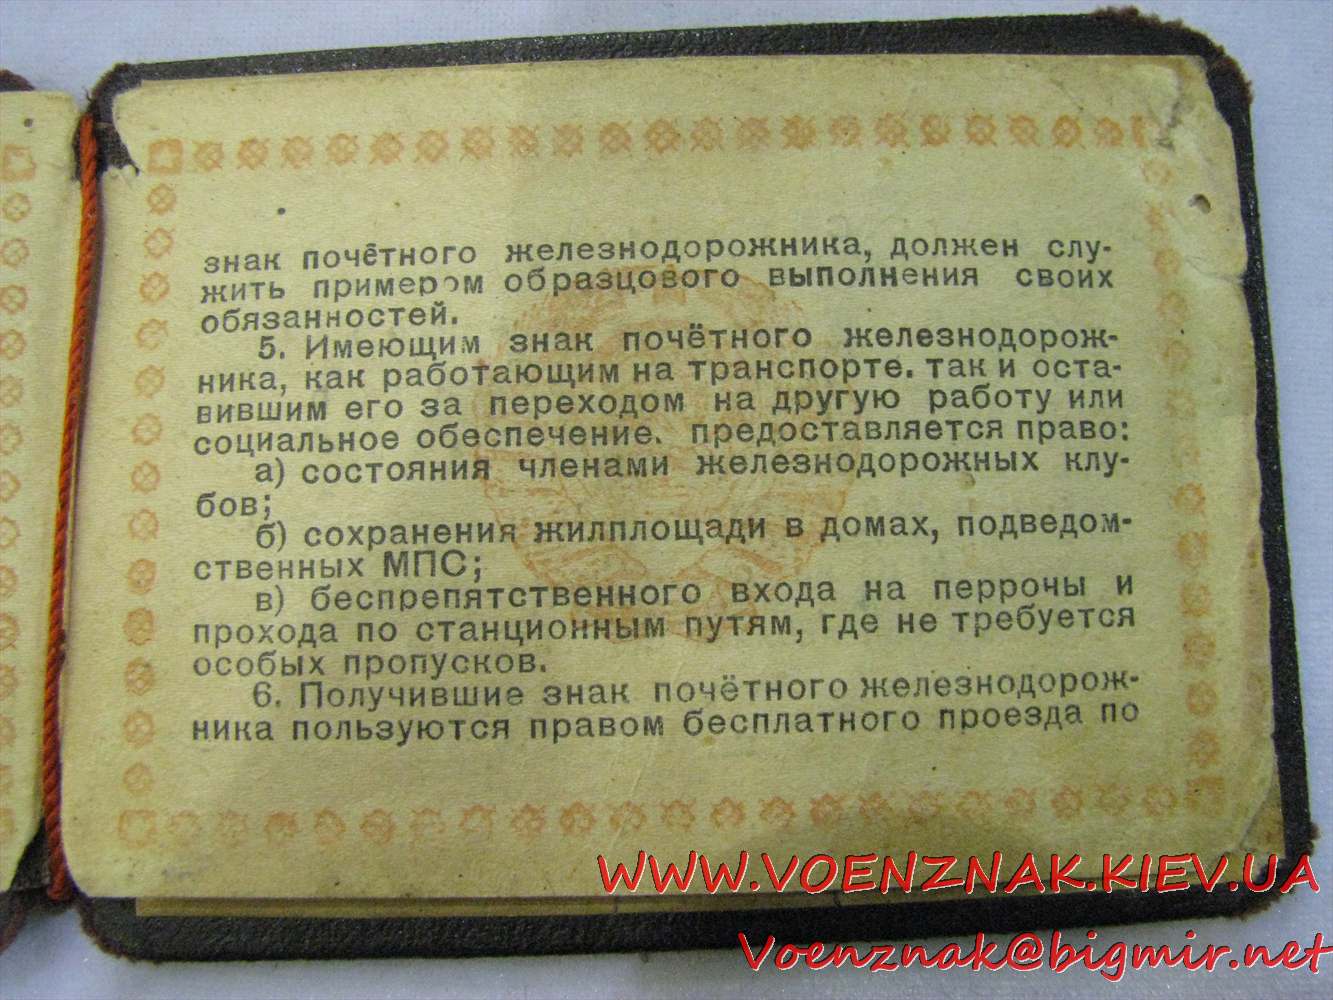 знак почётного железнодорожника, должен слу-
жить примером образцового выполнения своих
обязанностей.
5. Имеющим знак почётного железнодорож-
ника, как работающим на транспорте. так и оста-
вившим его за переходом на другую работу или
социальное обеспечение. предоставляется право:
а) состояния членами железнодорожных клу-
бов;
б) сохранения жилплощади в домах, подведом-
ственных МПС;
в) беспрепятственного входа на перроны и
прохода по станционным путям, где не требуется
особых пропусков.
6. Получившие знак почётного железнодорож-
ника пользуются правом бесплатного проезда по
WWW.VOENZNAK.KIEV.UA
Voenznak@bigmir.net